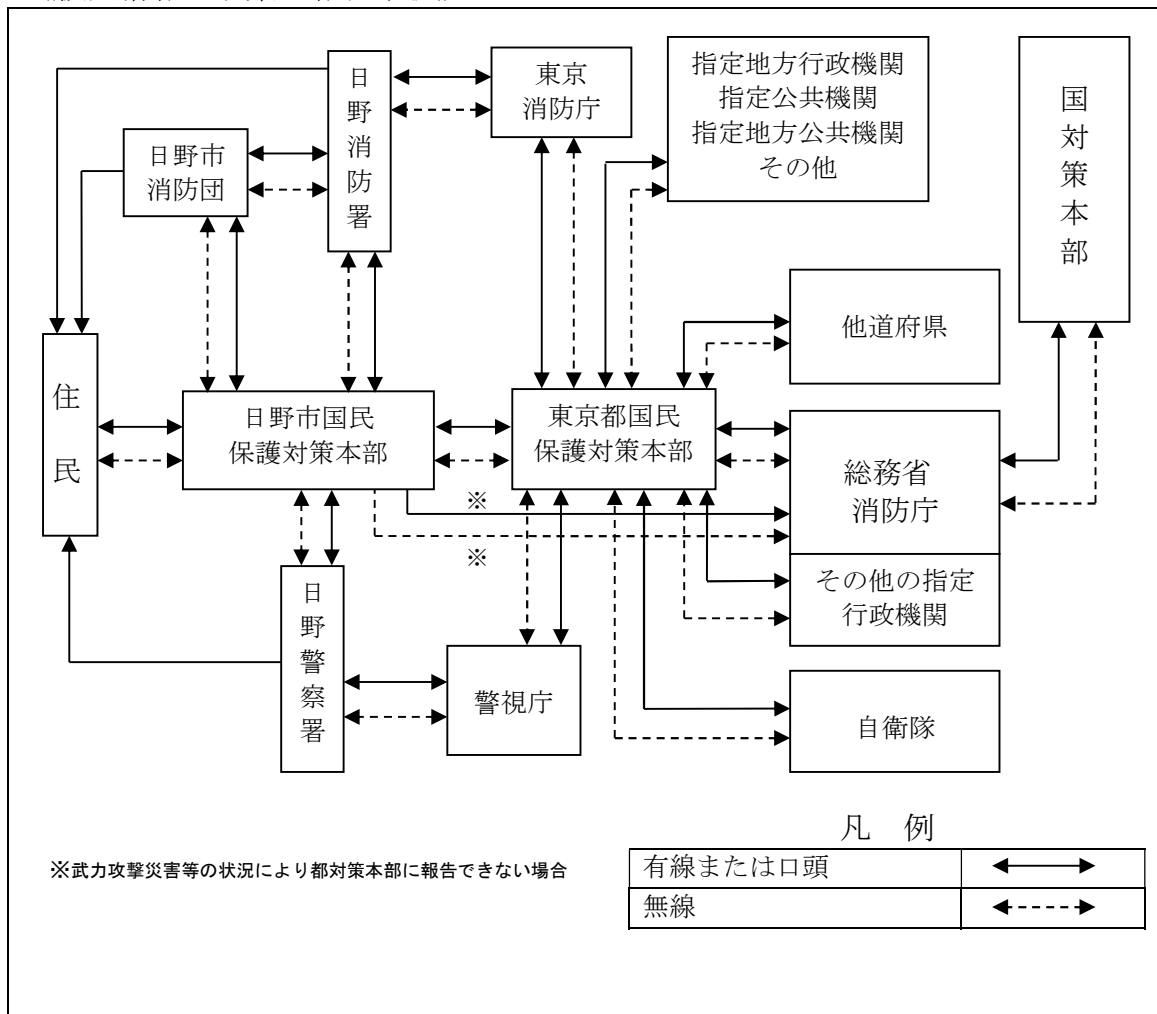 日野消防署
東京
消防庁
指定地方行政機関
指定公共機関
指定地方公共機関
その他
国対策本部
日野市
消防団
他道府県
住民
日野市国民
保護対策本部
東京都国民
保護対策本部
総務省
消防庁
※
※
その他の指定
行政機関
日野警察署
警視庁
自衛隊
凡 例
※武力攻撃災害等の状況により都対策本部に報告できない場合
有線または口頭
無線